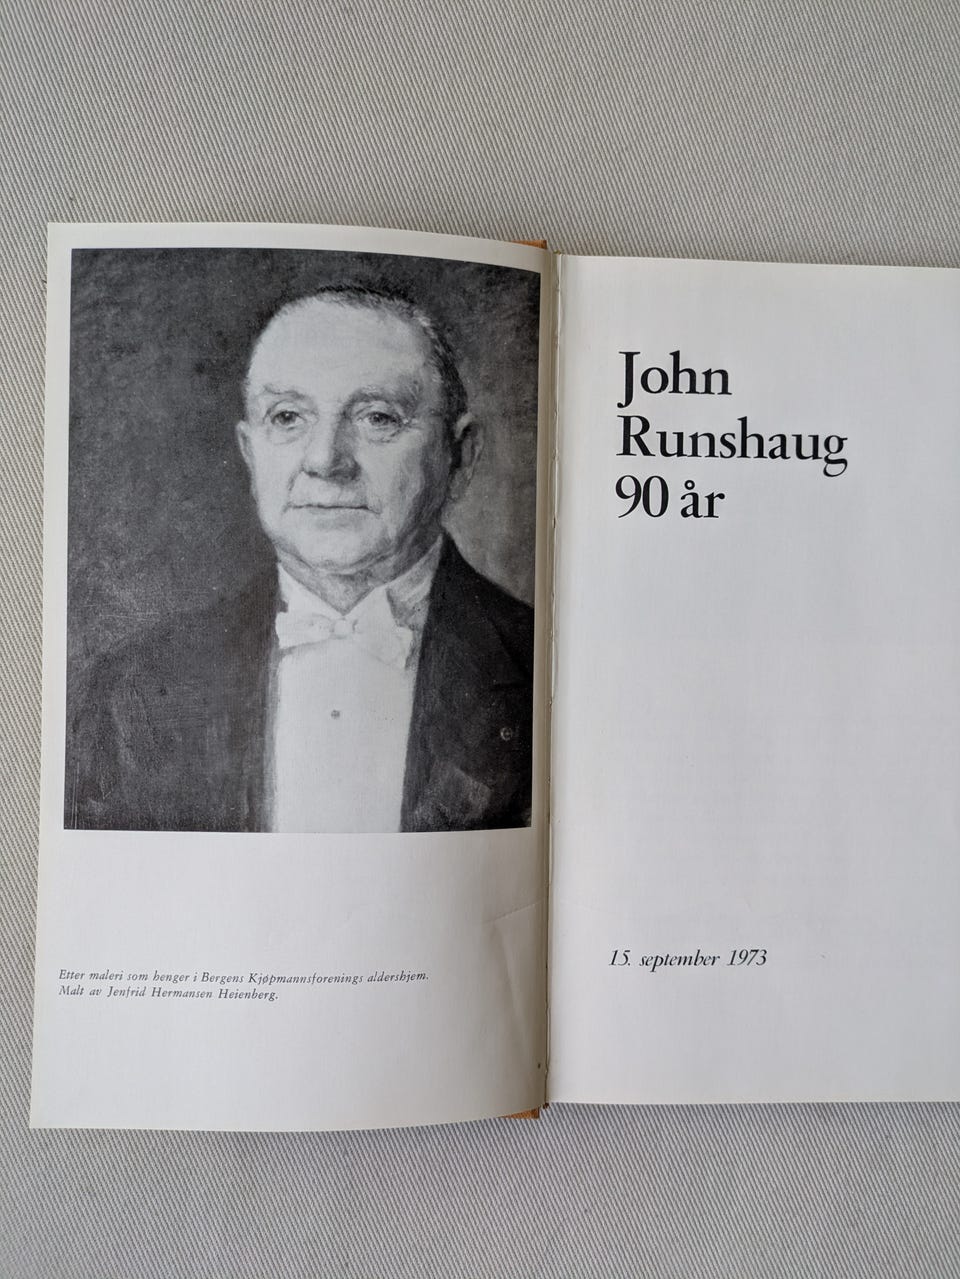 Etter maleri som henger i Bergens Kjøpmannsforenings aldershjem.
Malt av Jenfrid Hermansen Heienberg.
John
Runshaug
90 år
15. september 1973